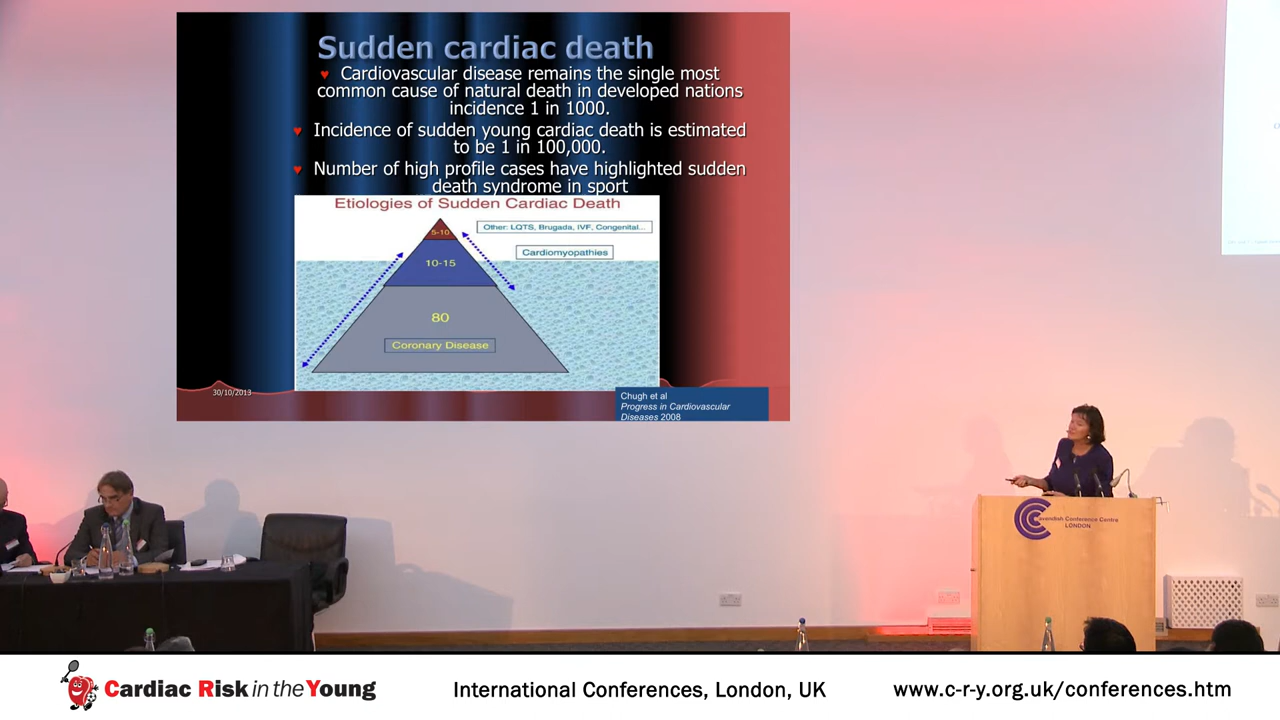 Sudden cardiac death
Cardiovascular disease remains the single most
common cause of natural death in developed nations
incidence 1 in 1000.
Incidence of sudden young cardiac death is estimated
to be 1 in 100,000.
Number of high profile cases have highlighted sudden
death syndrome in sport
Etiologies of Sudden Cardiac Death
5-10
Other: LQTS, Brugada, IVF, Congenital...
Cardiomyopathies
10-15
80
Coronary Disease
30/10/2013
Chugh et al
Progress in Cardiovascular
Diseases 2008
avendish Conference Centre
LONDON
Cardiac Risk in the Young
International Conferences, London, UK
www.c-r-y.org.uk/conferences.htm